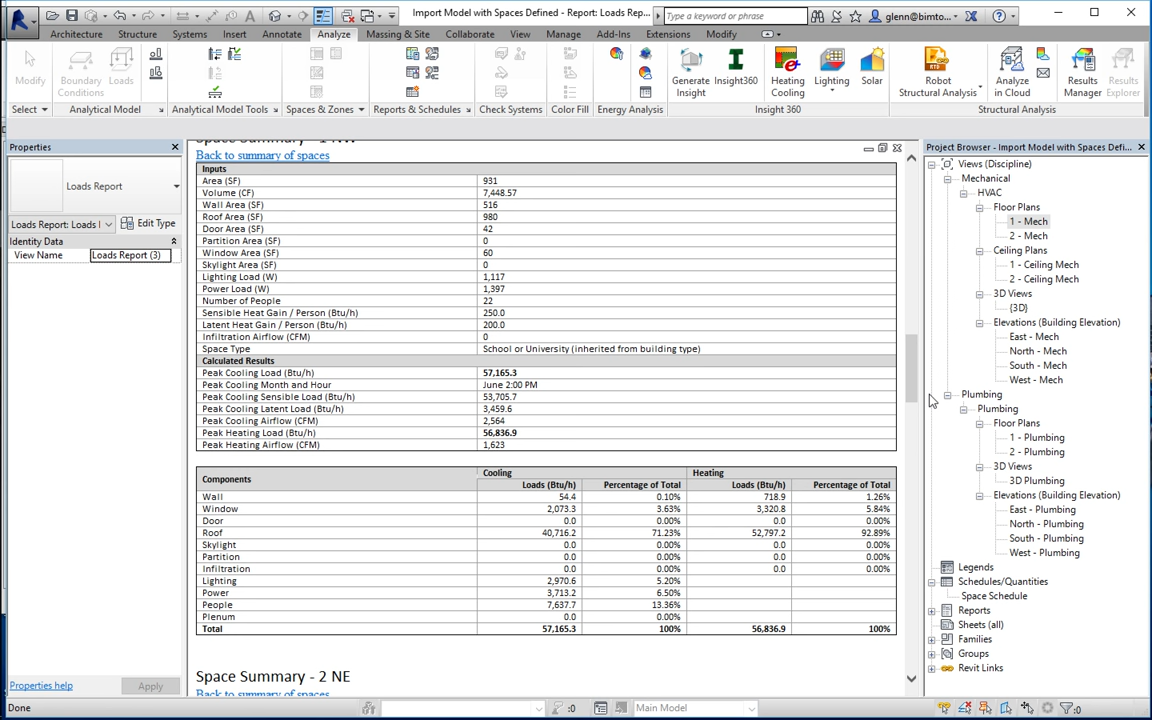 Import Model with Spaces Defined - Report: Loads Rep...
Type a keyword or phrase
glenn@bimto...
Architecture Structure Systems Insert Annotate Analyze Massing & Site Collaborate View Manage Add-Ins Extensions Modify
Modify
Boundary Conditions
Loads
Generate Insight
Insight360
Heating Cooling
Lighting
Solar
Robot Structural Analysis
Analyze in Cloud
Results Manager
Results Explorer
Select
Analytical Model
Analytical Model Tools
Spaces & Zones
Reports & Schedules
Check Systems
Color Fill
Energy Analysis
Insight 360
Structural Analysis
Properties
Loads Report
Loads Report: Loads I
Edit Type
Identity Data
View Name Loads Report (3)
Properties help
Apply
Back to summary of spaces
Inputs
Area (SF) 931
Volume (CF) 7,448.57
Wall Area (SF) 516
Roof Area (SF) 980
Door Area (SF) 42
Partition Area (SF) 0
Window Area (SF) 60
Skylight Area (SF) 0
Lighting Load (W) 1,117
Power Load (W) 1,397
Number of People 22
Sensible Heat Gain / Person (Btu/h) 250.0
Latent Heat Gain / Person (Btu/h) 200.0
Infiltration Airflow (CFM) 0
Space Type School or University (inherited from building type)
Calculated Results
Peak Cooling Load (Btu/h) 57,165.3
Peak Cooling Month and Hour June 2:00 PM
Peak Cooling Sensible Load (Btu/h) 53,705.7
Peak Cooling Latent Load (Btu/h) 3,459.6
Peak Cooling Airflow (CFM) 2,564
Peak Heating Load (Btu/h) 56,836.9
Peak Heating Airflow (CFM) 1,623
Components Cooling Heating
Loads (Btu/h) Percentage of Total Loads (Btu/h) Percentage of Total
Wall 54.4 0.10% 718.9 1.26%
Window 2,073.3 3.63% 3,320.8 5.84%
Door 0.0 0.00% 0.0 0.00%
Roof 40,716.2 71.23% 52,797.2 92.89%
Skylight 0.0 0.00% 0.0 0.00%
Partition 0.0 0.00% 0.0 0.00%
Infiltration 0.0 0.00% 0.0 0.00%
Lighting 2,970.6 5.20%
Power 3,713.2 6.50%
People 7,637.7 13.36%
Plenum 0.0 0.00%
Total 57,165.3 100% 56,836.9 100%
Space Summary - 2 NE
Back to summary of spaces
Project Browser - Import Model with Spaces Defi...
Views (Discipline)
Mechanical
HVAC
Floor Plans
1 - Mech
2 - Mech
Ceiling Plans
1 - Ceiling Mech
2 - Ceiling Mech
3D Views
{3D}
Elevations (Building Elevation)
East - Mech
North - Mech
South - Mech
West - Mech
Plumbing
Plumbing
Floor Plans
1 - Plumbing
2 - Plumbing
3D Views
3D Plumbing
Elevations (Building Elevation)
East - Plumbing
North - Plumbing
South - Plumbing
West - Plumbing
Legends
Schedules/Quantities
Space Schedule
Reports
Sheets (all)
Families
Groups
Revit Links
Done
:0
Main Model
:0